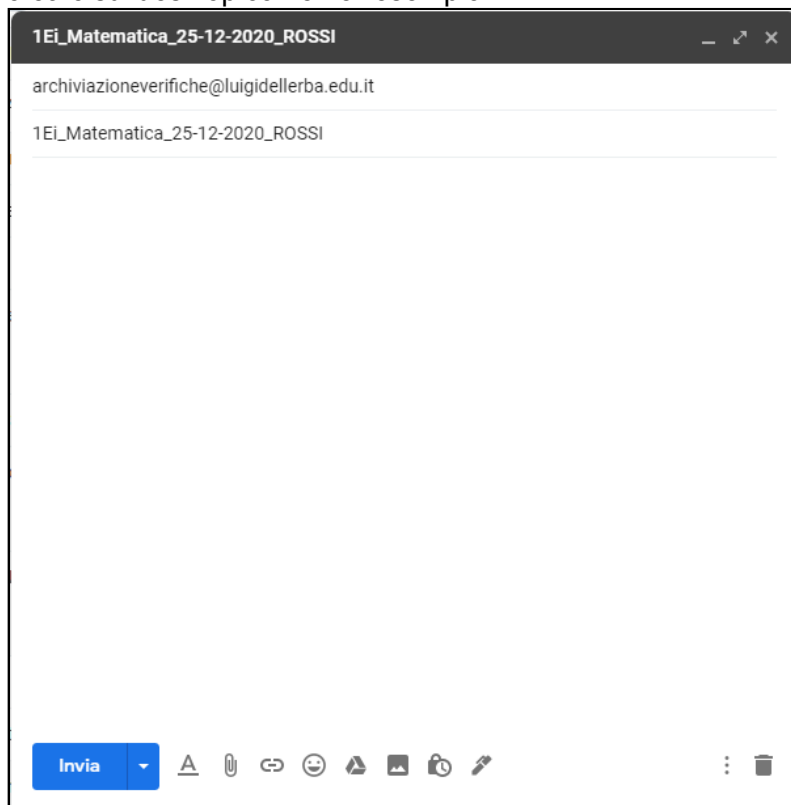 1Ei_Matematica_25-12-2020_ROSSI
archiviazioneverifiche@luigidellerba.edu.it
1Ei_Matematica_25-12-2020_ROSSI
Invia